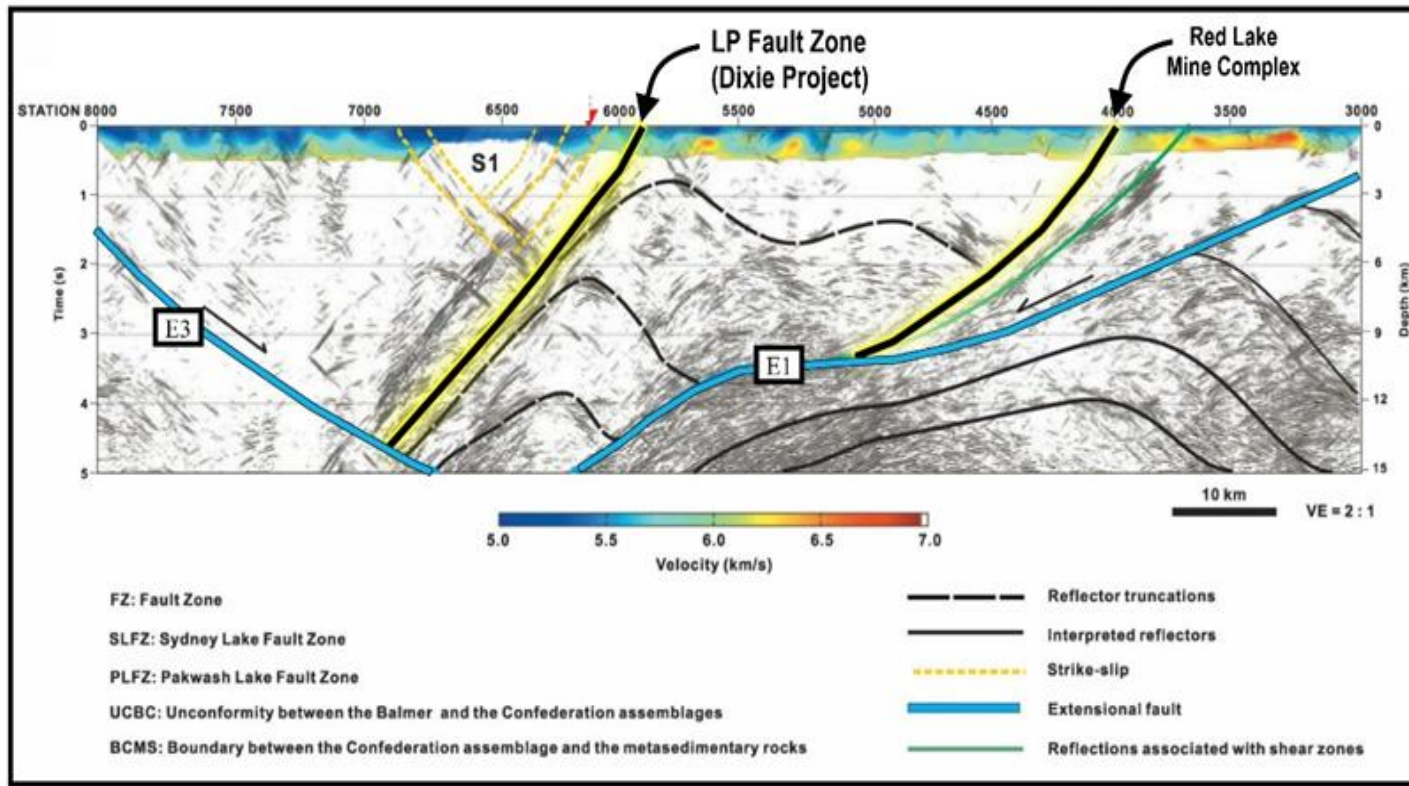 LP Fault Zone
(Dixie Project)
Red Lake
Mine Complex
STATION 8000 7500 7000 6500 6000 5500 5000 4500 4000 3500 3000
0 0
S1
1 3
2 6
Time (s)
Depth (km)
E3
3 9
E1
4 12
5 15
10 km
VE = 2 : 1
5.0 5.5 6.0 6.5 7.0
Velocity (km/s)
FZ: Fault Zone
SLFZ: Sydney Lake Fault Zone
PLFZ: Pakwash Lake Fault Zone
UCBC: Unconformity between the Balmer and the Confederation assemblages
BCMS: Boundary between the Confederation assemblage and the metasedimentary rocks
Reflector truncations
Interpreted reflectors
Strike-slip
Extensional fault
Reflections associated with shear zones